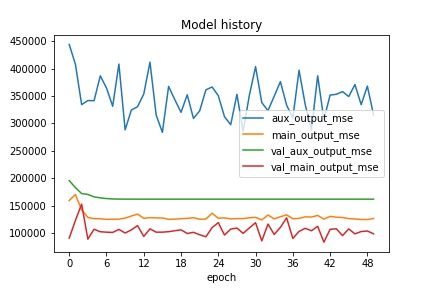 Model history
450000
400000
350000
300000
250000
200000
150000
100000
aux_output_mse
main_output_mse
val_aux_output_mse
val_main_output_mse
0 6 12 18 24 30 36 42 48
epoch